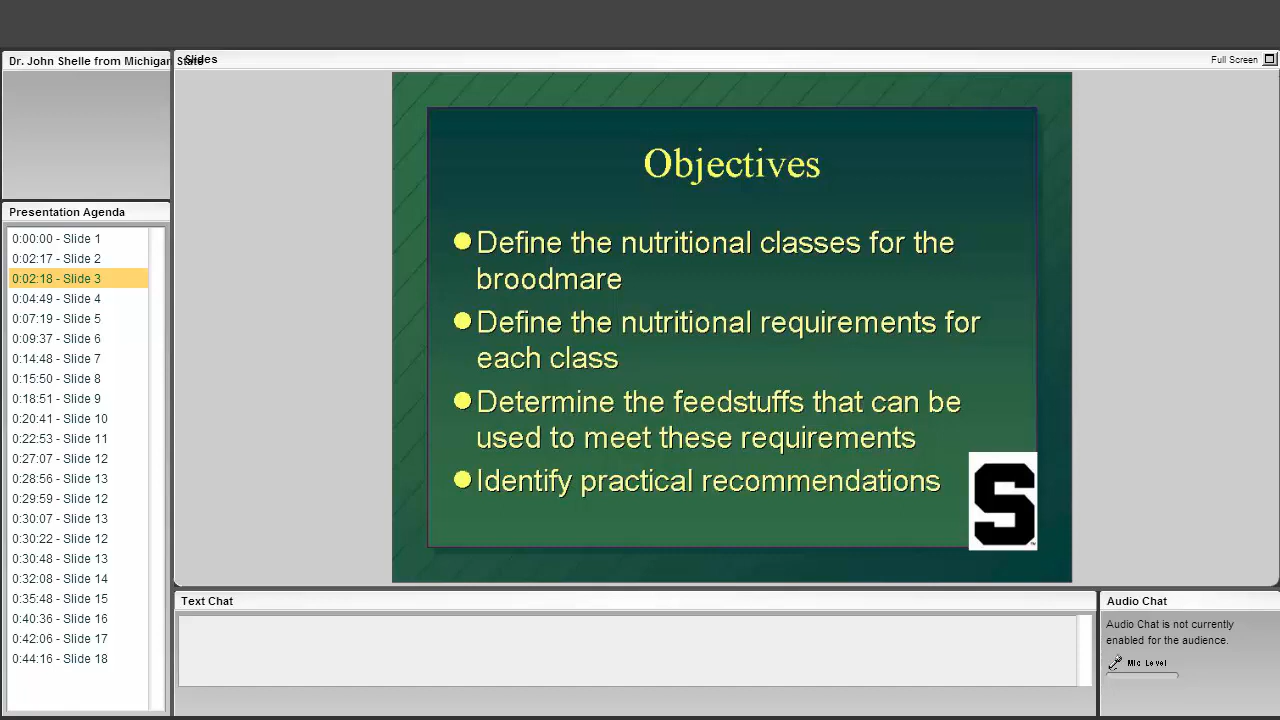 Dr. John Shelle from Michigan State
Slides
Full Screen
Presentation Agenda
0:00:00 - Slide 1
0:02:17 - Slide 2
0:02:18 - Slide 3
0:04:49 - Slide 4
0:07:19 - Slide 5
0:09:37 - Slide 6
0:14:48 - Slide 7
0:15:50 - Slide 8
0:18:51 - Slide 9
0:20:41 - Slide 10
0:22:53 - Slide 11
0:27:07 - Slide 12
0:28:56 - Slide 13
0:29:59 - Slide 12
0:30:07 - Slide 13
0:30:22 - Slide 12
0:30:48 - Slide 13
0:32:08 - Slide 14
0:35:48 - Slide 15
0:40:36 - Slide 16
0:42:06 - Slide 17
0:44:16 - Slide 18
Objectives
Define the nutritional classes for the
broodmare
Define the nutritional requirements for
each class
Determine the feedstuffs that can be
used to meet these requirements
Identify practical recommendations
S
Text Chat
Audio Chat
Audio Chat is not currently
enabled for the audience.
Mic Level